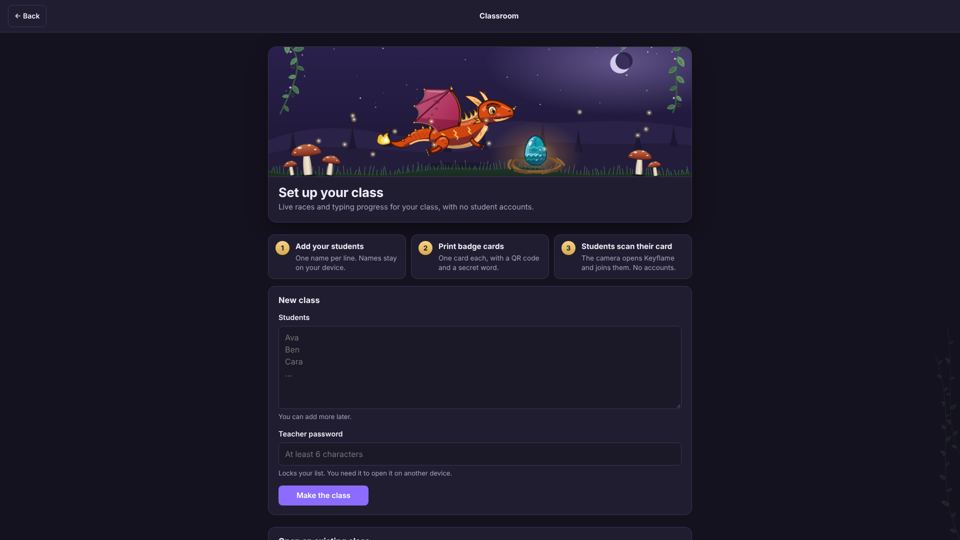 ← Back
Classroom
Set up your class
Live races and typing progress for your class, with no student accounts.
1
Add your students
One name per line. Names stay
on your device.
2
Print badge cards
One card each, with a QR code
and a secret word.
3
Students scan their card
The camera opens Keyflame
and joins them. No accounts.
New class
Students
Ava
Ben
Cara
...
You can add more later.
Teacher password
At least 6 characters
Locks your list. You need it to open it on another device.
Make the class
Open an existing class